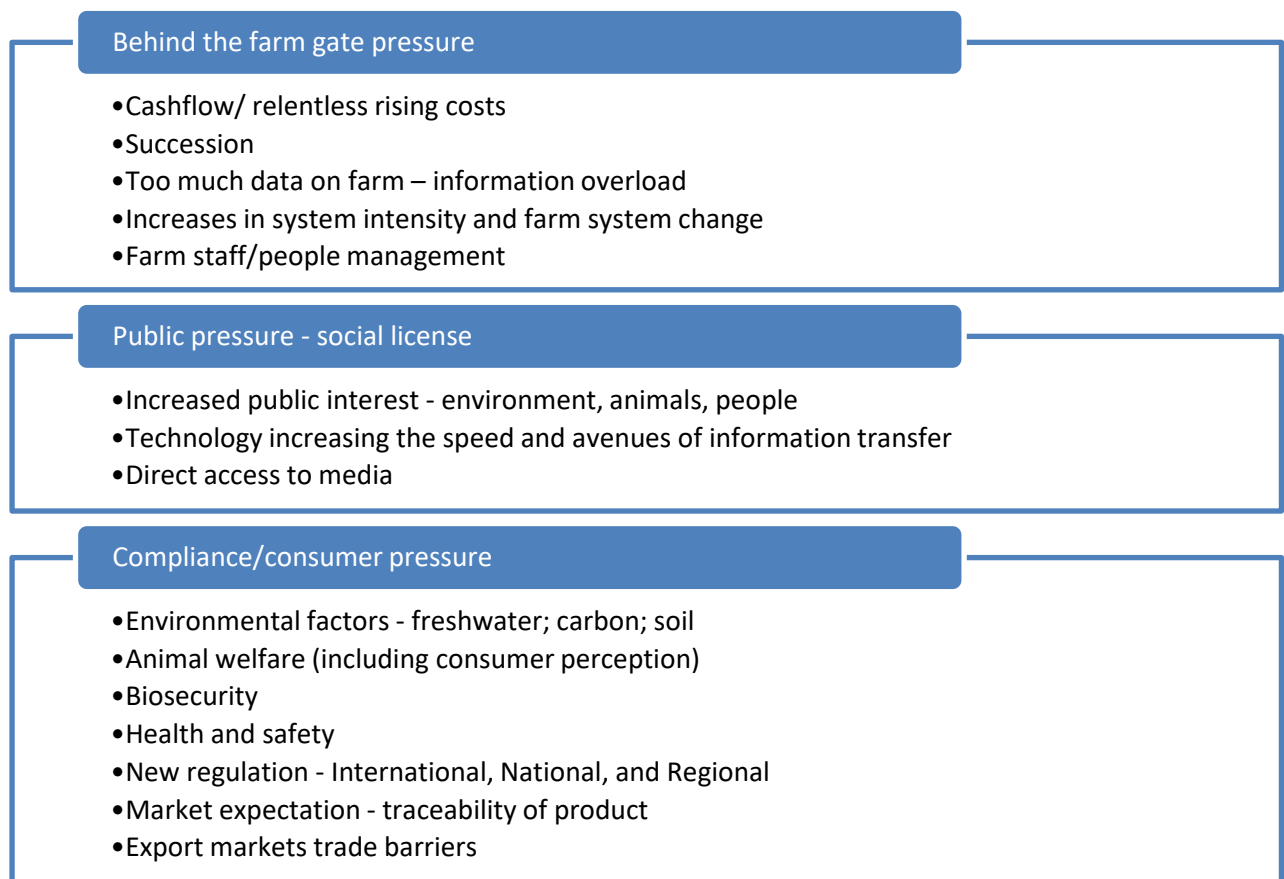 Behind the farm gate pressure
•Cashflow/ relentless rising costs
•Succession
•Too much data on farm – information overload
•Increases in system intensity and farm system change
•Farm staff/people management
Public pressure - social license
•Increased public interest - environment, animals, people
•Technology increasing the speed and avenues of information transfer
•Direct access to media
Compliance/consumer pressure
•Environmental factors - freshwater; carbon; soil
•Animal welfare (including consumer perception)
•Biosecurity
•Health and safety
•New regulation - International, National, and Regional
•Market expectation - traceability of product
•Export markets trade barriers